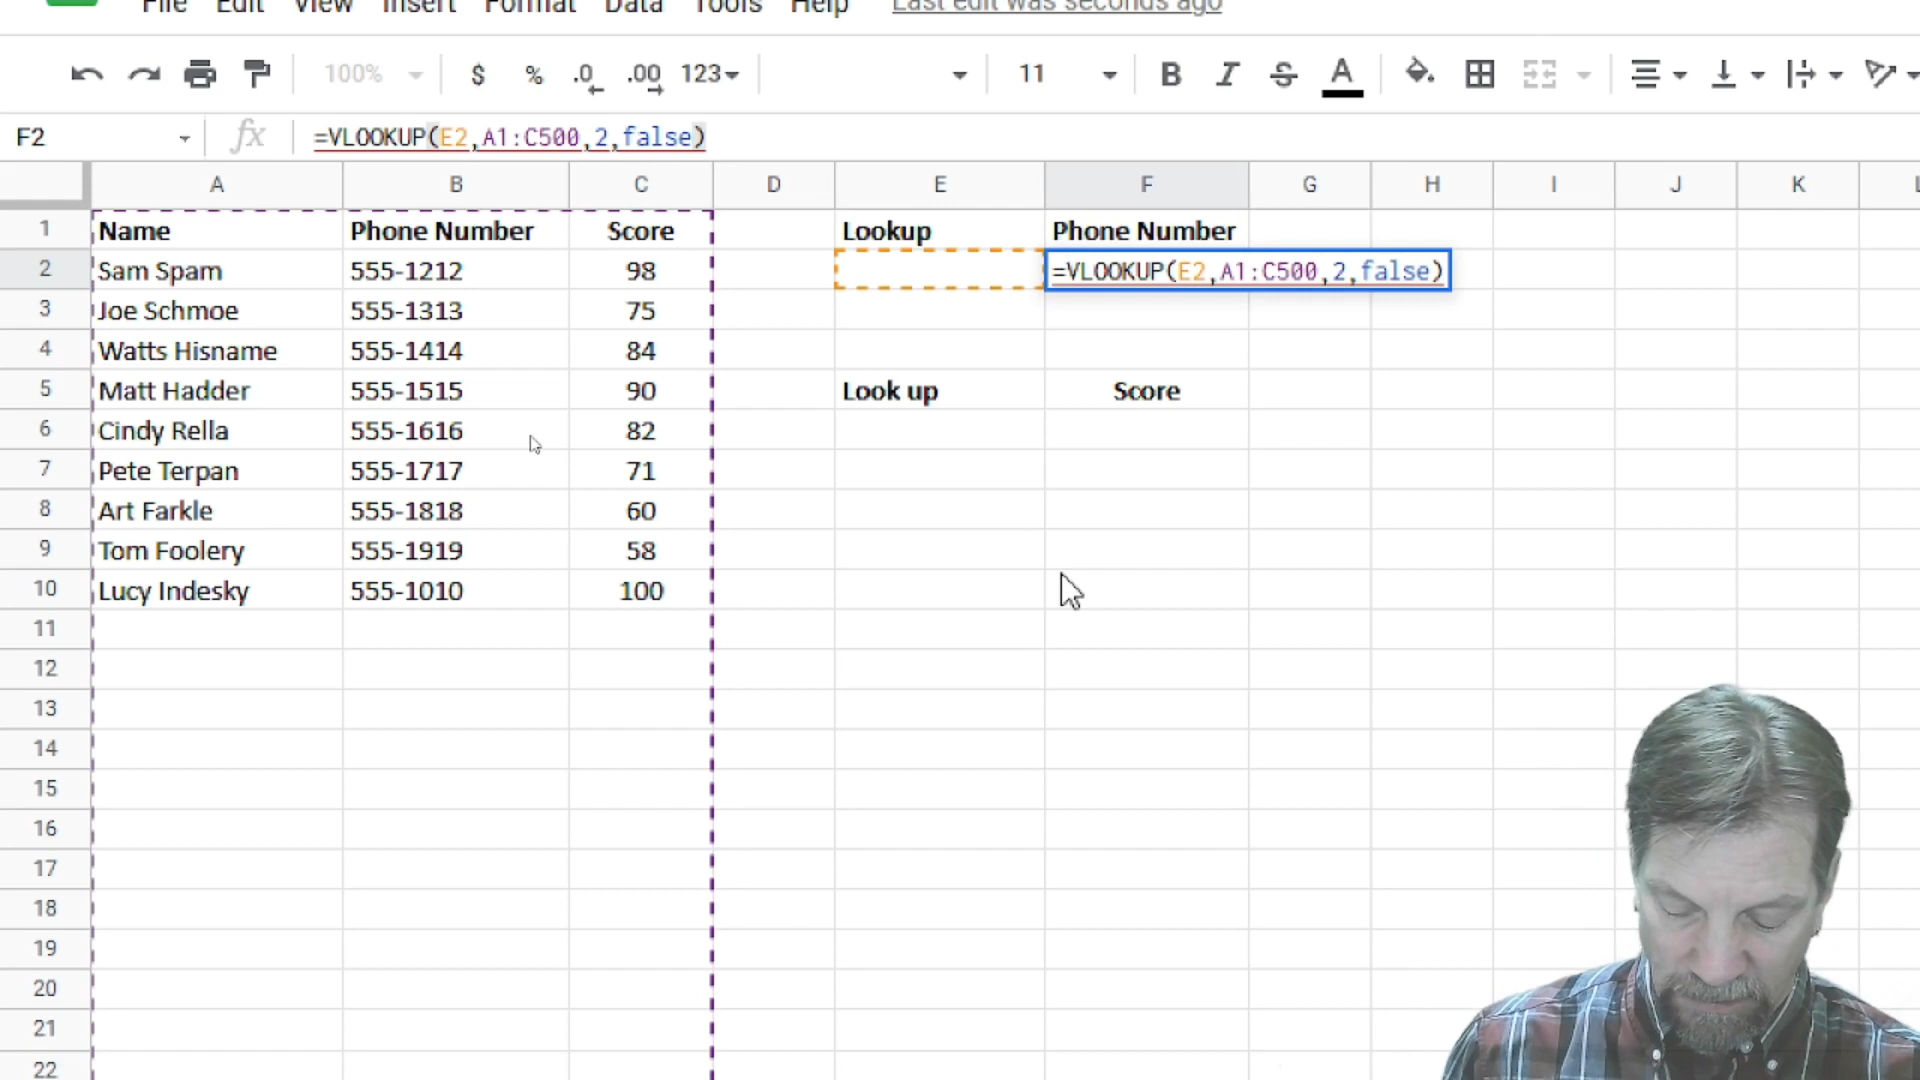 File Edit View Insert Format Data Tools Help Last edit was seconds ago
100% $ % .0 .00 123 11 B I S A
F2 fx =VLOOKUP(E2,A1:C500,2,false)
A B C D E F G H I J K L
1 Name Phone Number Score Lookup Phone Number
2 Sam Spam 555-1212 98 =VLOOKUP(E2,A1:C500,2,false)
3 Joe Schmoe 555-1313 75
4 Watts Hisname 555-1414 84
5 Matt Hadder 555-1515 90 Look up Score
6 Cindy Rella 555-1616 82
7 Pete Terpan 555-1717 71
8 Art Farkle 555-1818 60
9 Tom Foolery 555-1919 58
10 Lucy Indesky 555-1010 100
11
12
13
14
15
16
17
18
19
20
21
22